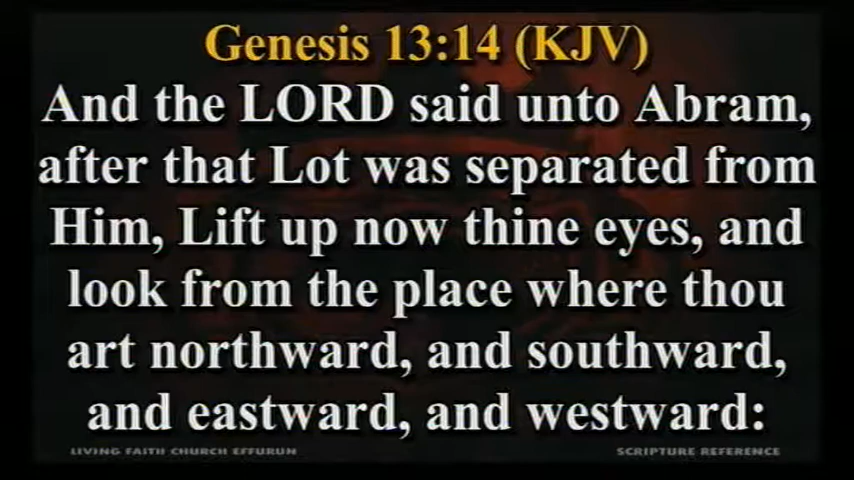 Genesis 13:14 (KJV)
And the LORD said unto Abram,
after that Lot was separated from
Him, Lift up now thine eyes, and
look from the place where thou
art northward, and southward,
and eastward, and westward:
LIVING FAITH CHURCH EFFURUN
SCRIPTURE REFERENCE